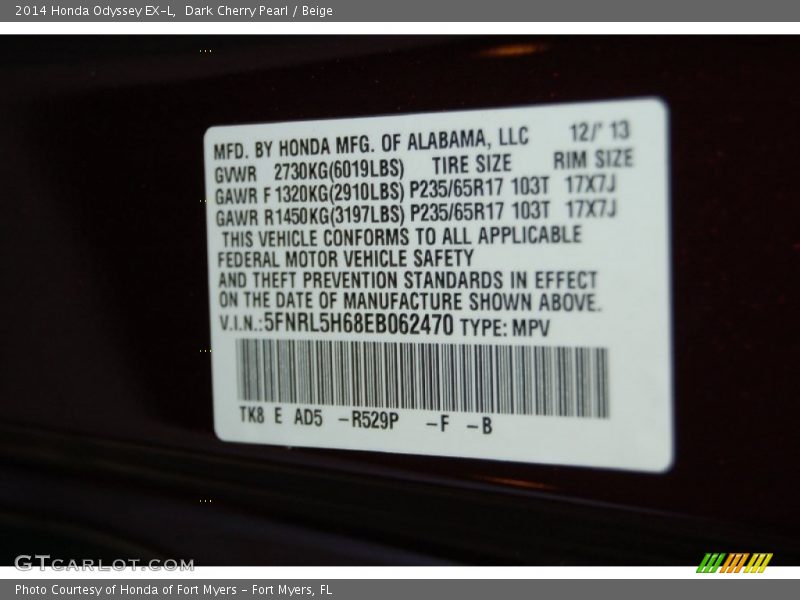 2014 Honda Odyssey EX-L, Dark Cherry Pearl / Beige
MFD. BY HONDA MFG. OF ALABAMA, LLC 12/' 13
GVWR 2730KG(6019LBS) TIRE SIZE RIM SIZE
GAWR F 1320KG(2910LBS) P235/65R17 103T 17X7J
GAWR R1450KG(3197LBS) P235/65R17 103T 17X7J
THIS VEHICLE CONFORMS TO ALL APPLICABLE
FEDERAL MOTOR VEHICLE SAFETY
AND THEFT PREVENTION STANDARDS IN EFFECT
ON THE DATE OF MANUFACTURE SHOWN ABOVE.
V.I.N.:5FNRL5H68EB062470 TYPE: MPV
TK8 E AD5 -R529P -F -B
GTCARLOT.COM
Photo Courtesy of Honda of Fort Myers - Fort Myers, FL